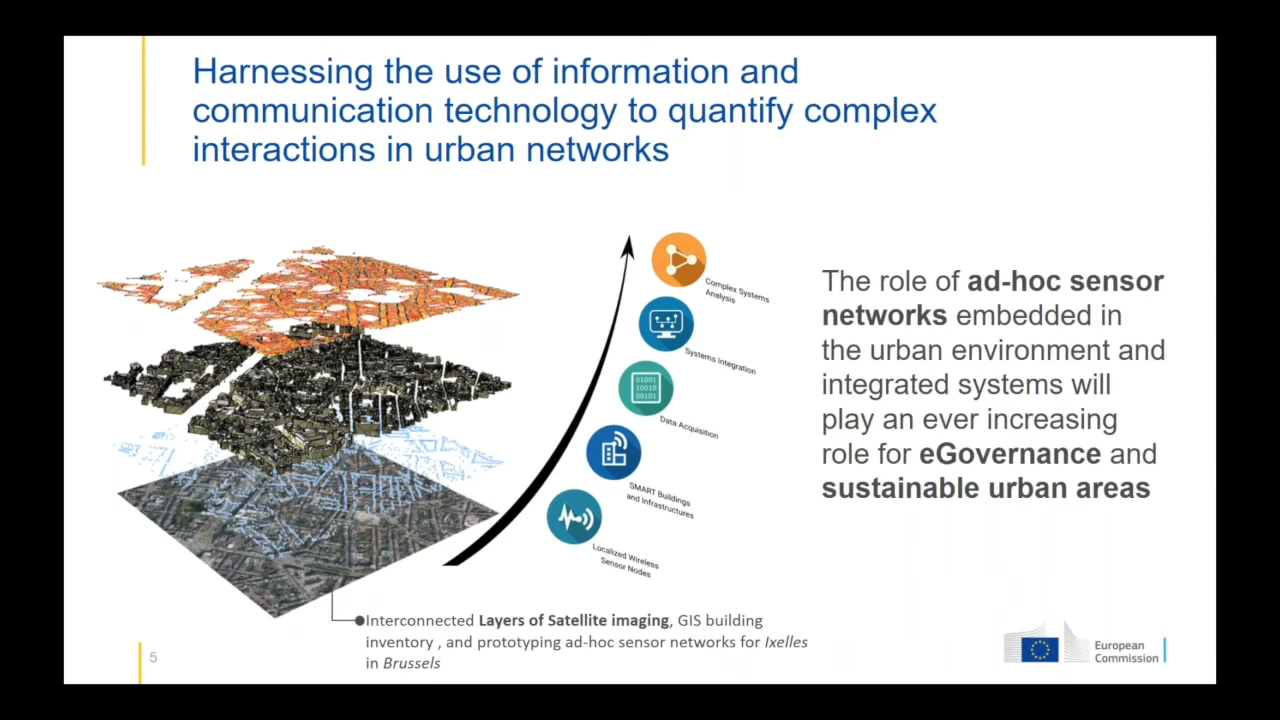 Harnessing the use of information and
communication technology to quantify complex
interactions in urban networks
Complex Systems
Analysis
Systems Integration
01001
10010
00101
Data Acquisition
SMART Buildings
and Infrastructures
Localized Wireless
Sensor Nodes
The role of ad-hoc sensor
networks embedded in
the urban environment and
integrated systems will
play an ever increasing
role for eGovernance and
sustainable urban areas
Interconnected Layers of Satellite imaging, GIS building
inventory , and prototyping ad-hoc sensor networks for Ixelles
in Brussels
5
European
Commission